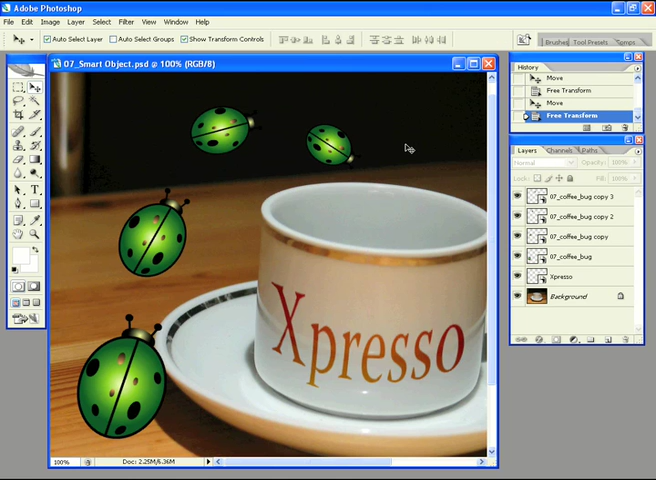 Adobe Photoshop
File Edit Image Layer Select Filter View Window Help
Auto Select Layer Auto Select Groups Show Transform Controls
Brushes Tool Presets Comps
07_Smart Object.psd @ 100% (RGB/8)
History
Move
Free Transform
Move
Free Transform
Layers Channels Paths
Normal Opacity: 100%
Lock: Fill: 100%
07_coffee_bug copy 3
07_coffee_bug copy 2
07_coffee_bug copy
07_coffee_bug
Xpresso
Background
Xpresso
100% Doc: 2.25M/6.36M